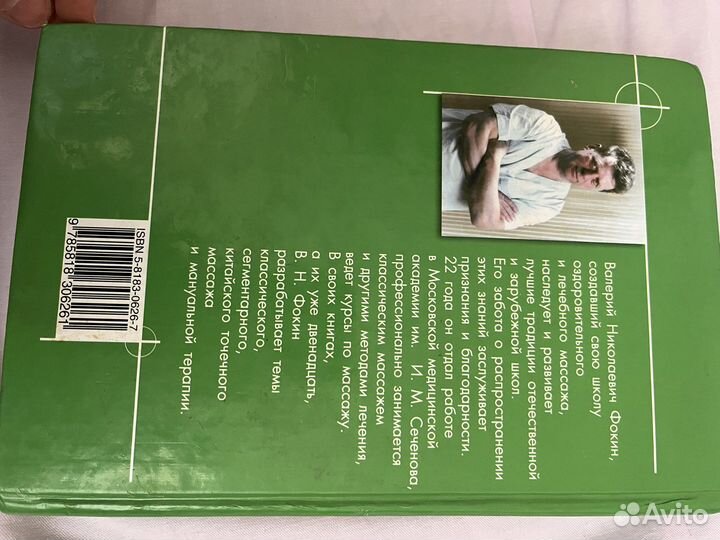 Валерий Николаевич Фокин,
создавший свою школу
оздоровительного
и лечебного массажа,
наследует и развивает
лучшие традиции отечественной
и зарубежной школ.
Его забота о распространении
этих знаний заслуживает
признания и благодарности.
22 года он отдал работе
в Московской медицинской
академии им. И. М. Сеченова,
профессионально занимается
классическим массажем
и другими методами лечения,
ведет курсы по массажу.
В своих книгах,
а их уже двенадцать,
В. Н. Фокин
разрабатывает темы
классического,
сегментарного,
китайского точечного
массажа
и мануальной терапии.
ISBN 5-8183-0626-7
9 785818 306261
Avito